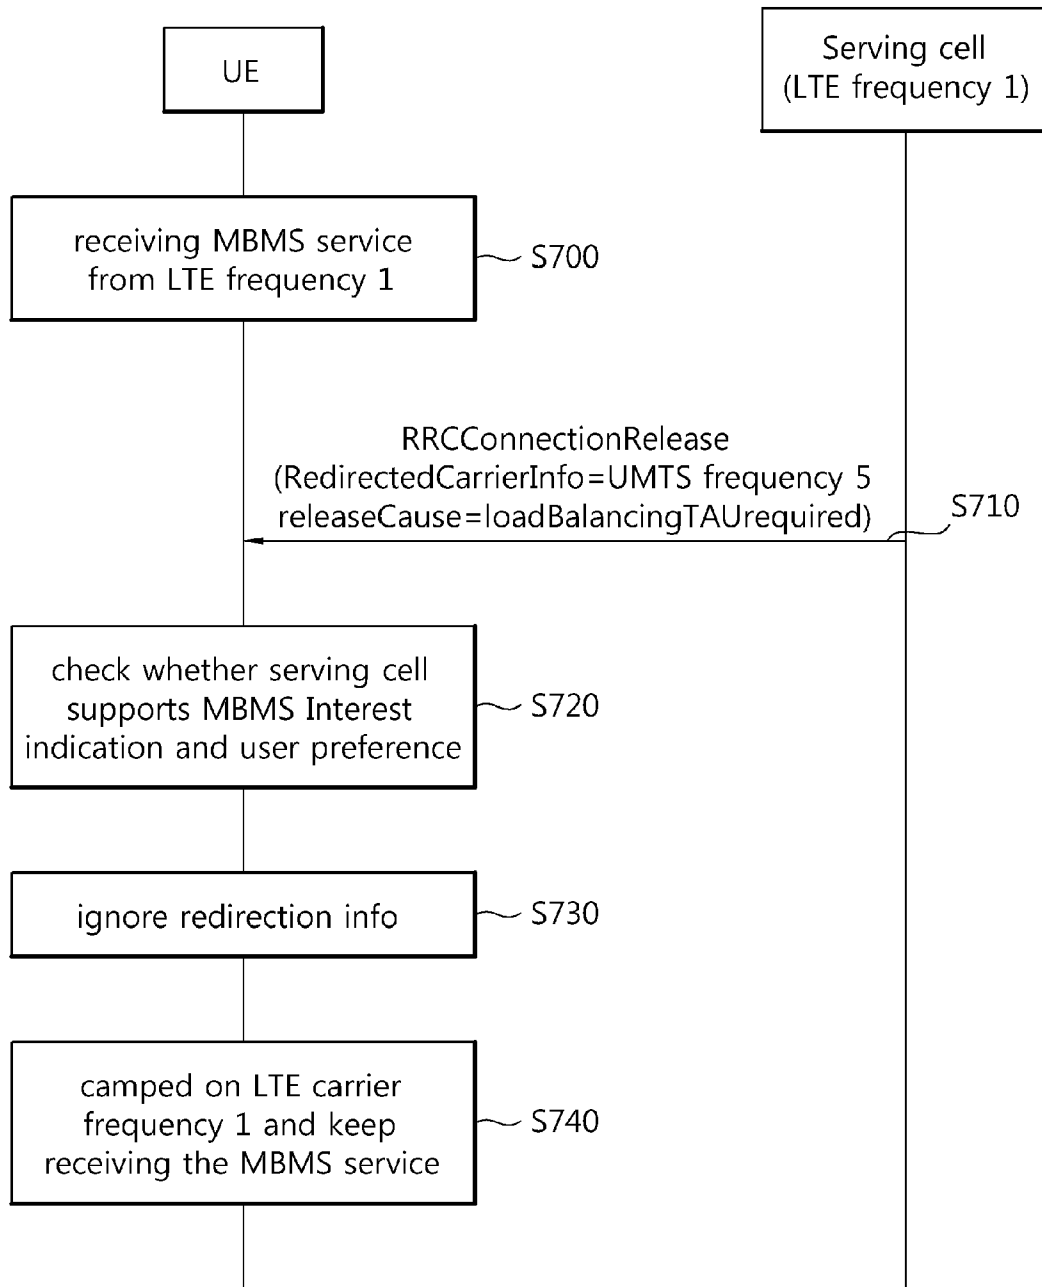 UE
Serving cell
(LTE frequency 1)
receiving MBMS service
from LTE frequency 1
S700
RRCConnectionRelease
(RedirectedCarrierInfo=UMTS frequency 5
releaseCause=loadBalancingTAUrequired)
S710
check whether serving cell
supports MBMS Interest
indication and user preference
S720
ignore redirection info
S730
camped on LTE carrier
frequency 1 and keep
receiving the MBMS service
S740